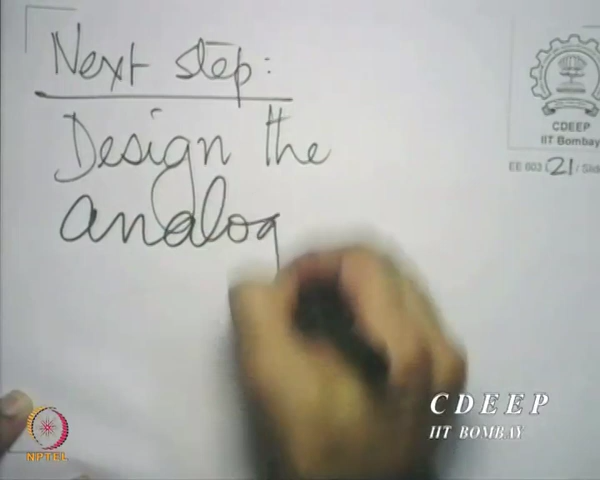 Next step:
Design the
analog
CDEEP
IIT Bombay
EE 603 L 21 / Slide
CDEEP
IIT BOMBAY
NPTEL